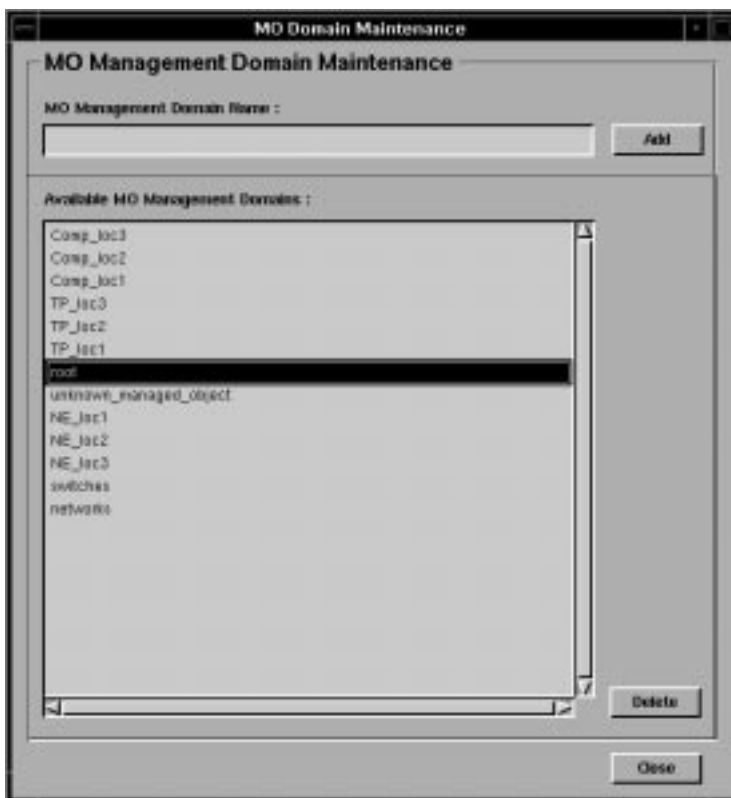 MO Domain Maintenance
MO Management Domain Maintenance
MO Management Domain Name :
Add
Available MO Management Domains :
Comp_loc3
Comp_loc2
Comp_loc1
TP_loc3
TP_loc2
TP_loc1
root
unknown_managed_object
NE_loc1
NE_loc2
NE_loc3
switches
networks
Delete
Close